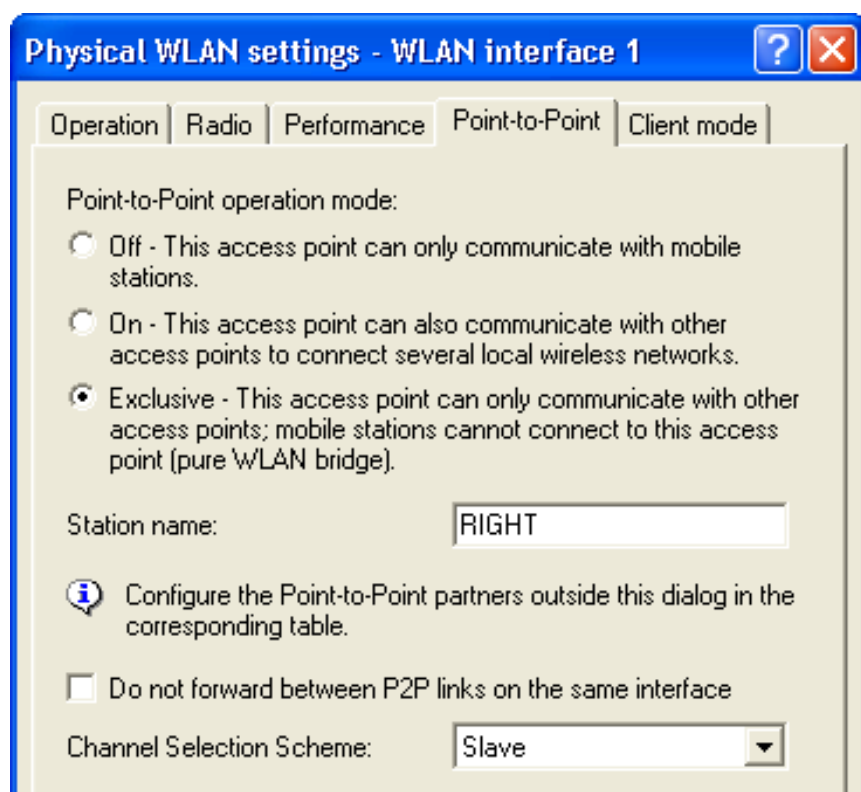 Physical WLAN settings - WLAN interface 1
Operation Radio Performance Point-to-Point Client mode
Point-to-Point operation mode:
Off - This access point can only communicate with mobile
stations.
On - This access point can also communicate with other
access points to connect several local wireless networks.
Exclusive - This access point can only communicate with other
access points; mobile stations cannot connect to this access
point (pure WLAN bridge).
Station name: RIGHT
Configure the Point-to-Point partners outside this dialog in the
corresponding table.
Do not forward between P2P links on the same interface
Channel Selection Scheme: Slave